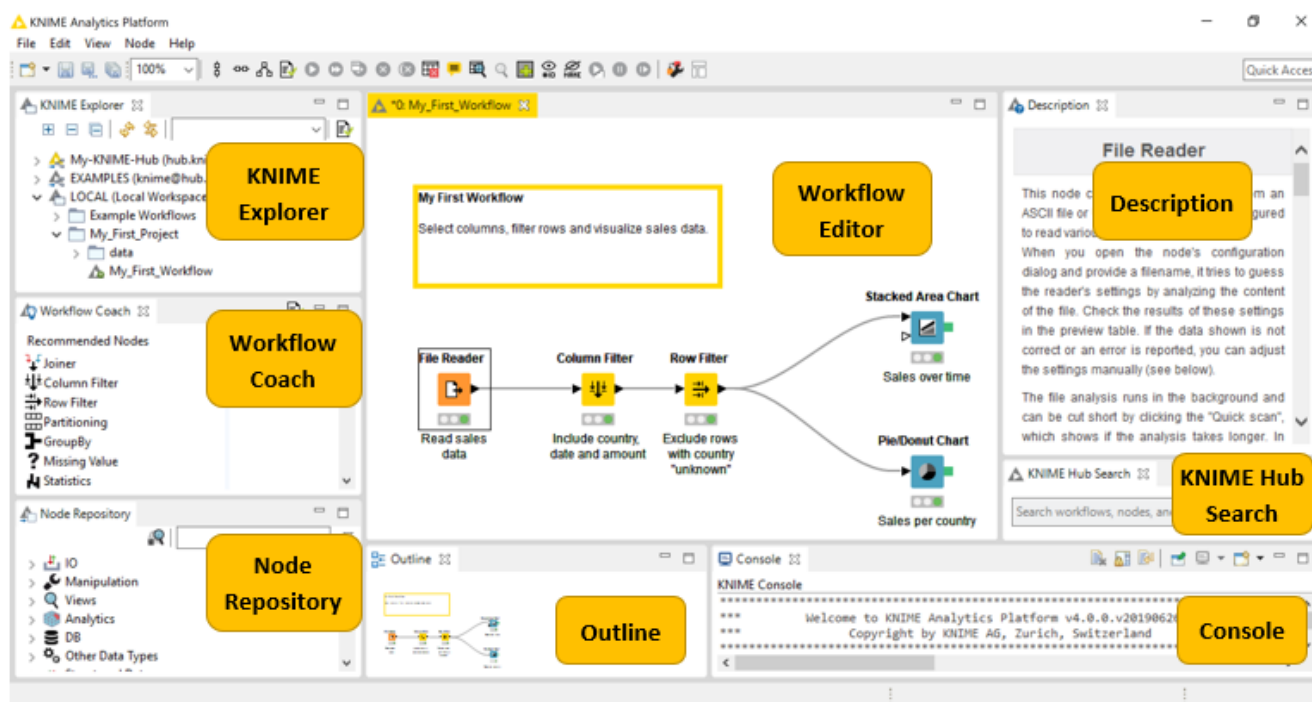 KNIME Analytics Platform
File Edit View Node Help
100%
Quick Acces
KNIME Explorer
My-KNIME-Hub (hub.kni
EXAMPLES (knime@hub.
LOCAL (Local Workspace
Example Workflows
My_First_Project
data
My_First_Workflow
KNIME
Explorer
Workflow Coach
Recommended Nodes
Joiner
Column Filter
Row Filter
Partitioning
GroupBy
Missing Value
Statistics
Workflow
Coach
Node Repository
IO
Manipulation
Views
Analytics
DB
Other Data Types
Node
Repository
*0: My_First_Workflow
My First Workflow
Select columns, filter rows and visualize sales data.
Workflow
Editor
File Reader
Read sales
data
Column Filter
Include country,
date and amount
Row Filter
Exclude rows
with country
"unknown"
Stacked Area Chart
Sales over time
Pie/Donut Chart
Sales per country
Outline
Outline
Description
File Reader
This node c
ASCII file or
to read vario
When you open the node's configuration
dialog and provide a filename, it tries to guess
the reader's settings by analyzing the content
of the file. Check the results of these settings
in the preview table. If the data shown is not
correct or an error is reported, you can adjust
the settings manually (see below).
The file analysis runs in the background and
can be cut short by clicking the "Quick scan",
which shows if the analysis takes longer. In
Description
KNIME Hub Search
Search workflows, nodes, an
KNIME Hub
Search
Console
KNIME Console
*** Welcome to KNIME Analytics Platform v4.0.0.v2019062
*** Copyright by KNIME AG, Zurich, Switzerland
Console